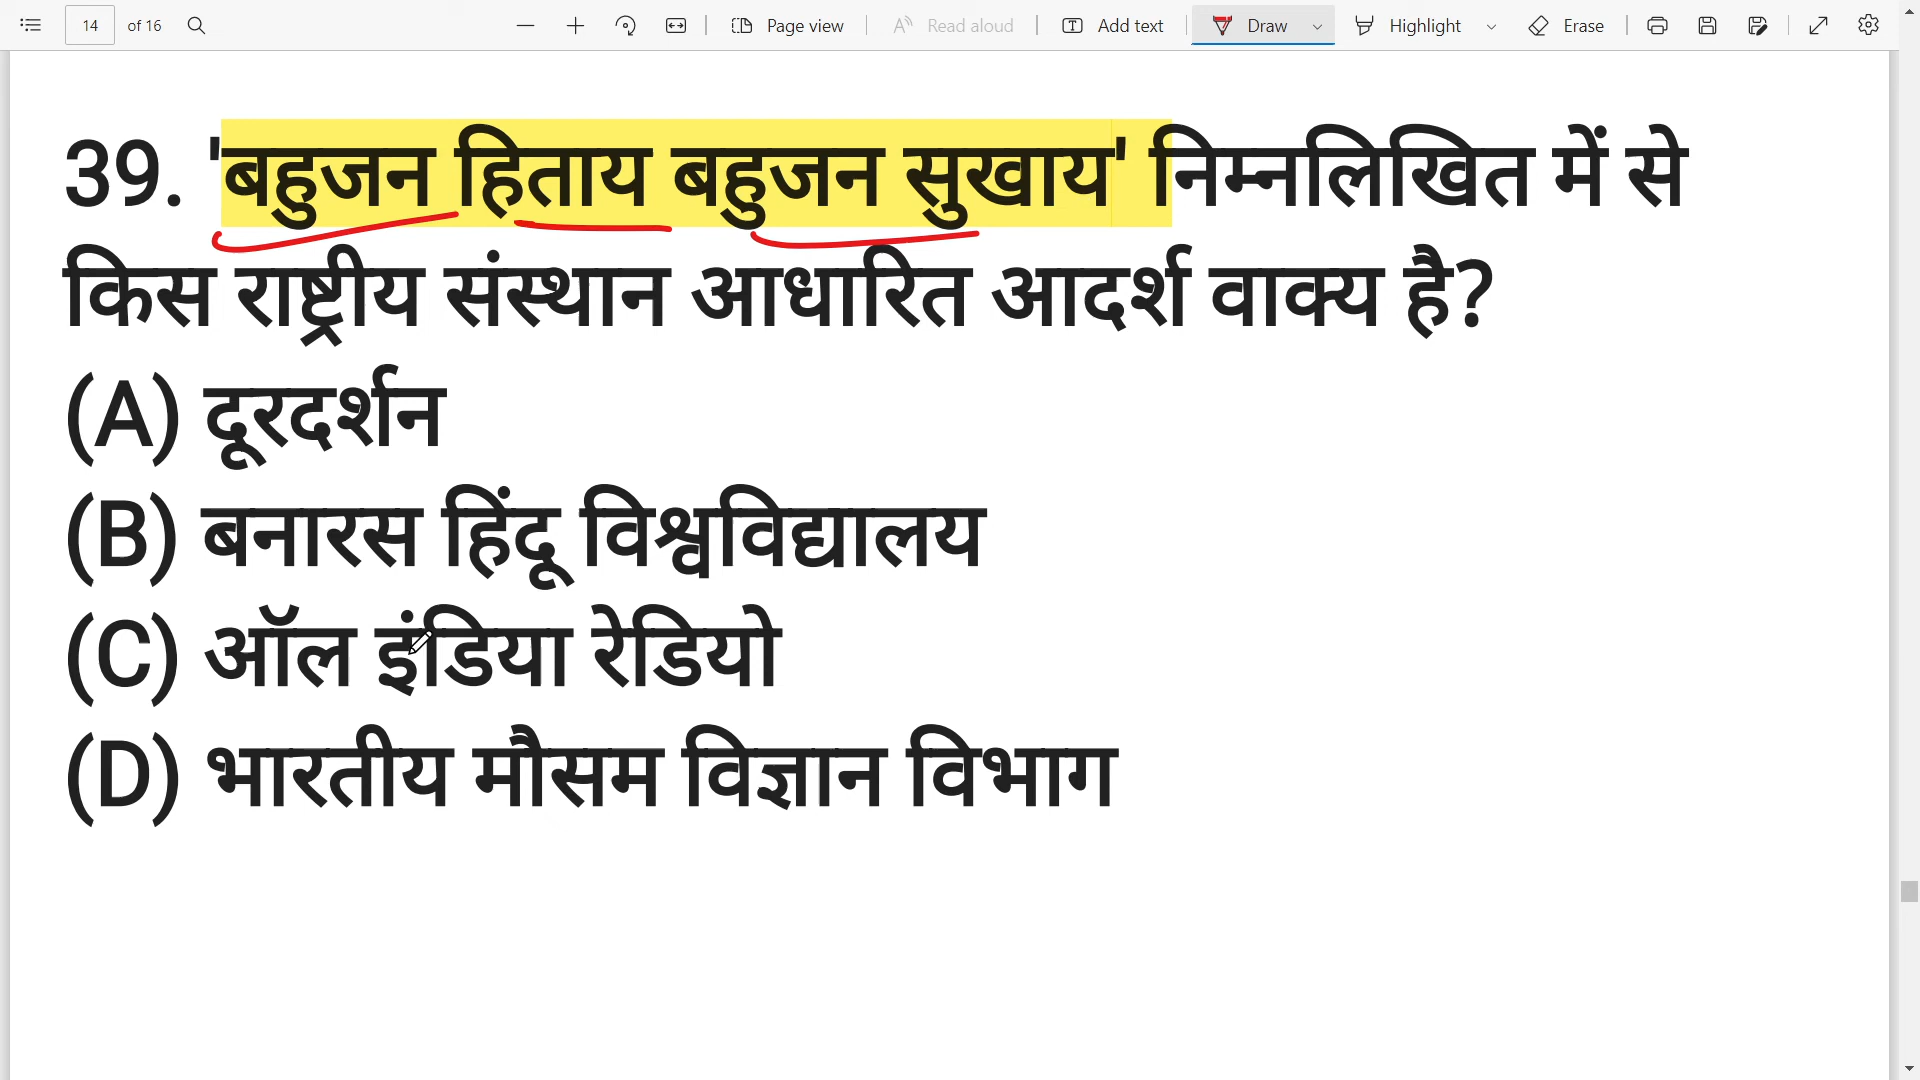 14 of 16 Page view Read aloud Add text Draw Highlight Erase
39. 'बहुजन हिताय बहुजन सुखाय' निम्नलिखित में से
किस राष्ट्रीय संस्थान आधारित आदर्श वाक्य है?
(A) दूरदर्शन
(B) बनारस हिंदू विश्वविद्यालय
(C) ऑल इंडिया रेडियो
(D) भारतीय मौसम विज्ञान विभाग